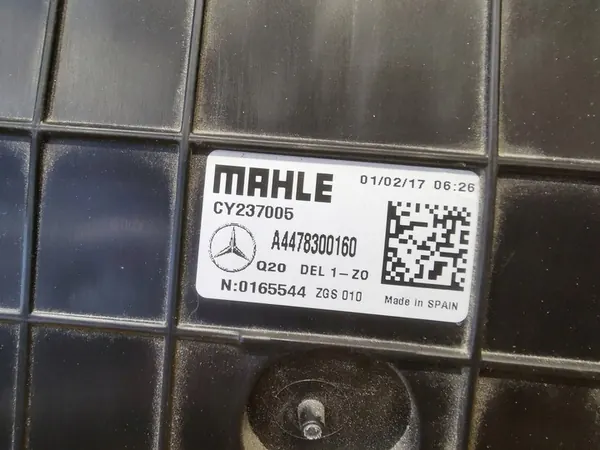 MAHLE 01/02/17 06:26
CY237005
A4478300160
Q20 DEL 1-Z0
N:0165544 ZGS 010 Made in SPAIN